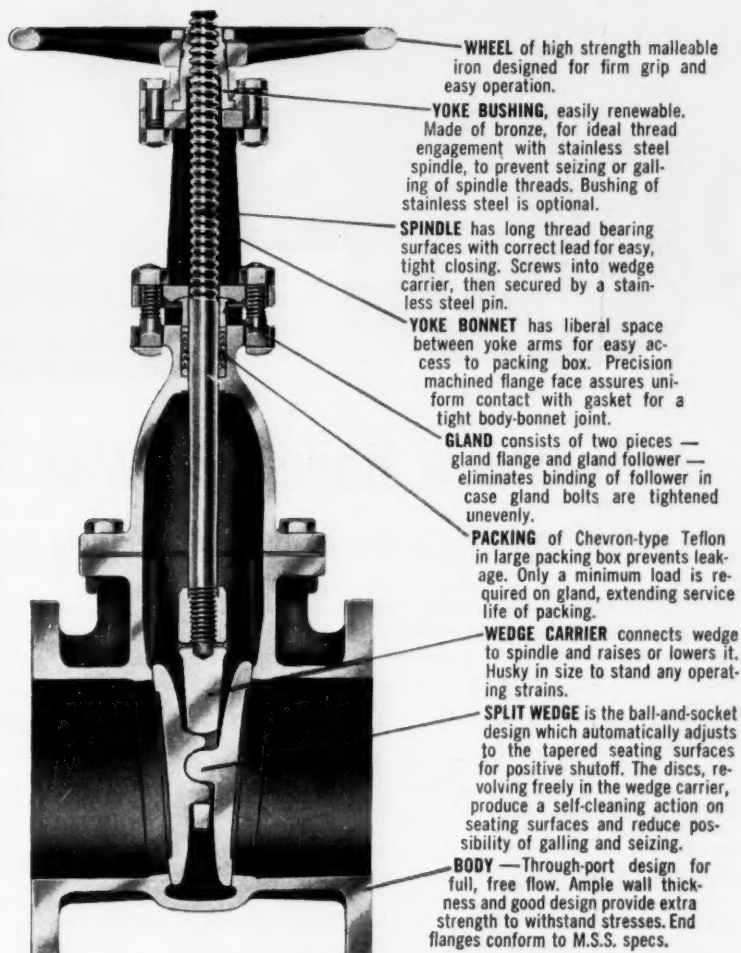 WHEEL of high strength malleable
iron designed for firm grip and
easy operation.
YOKE BUSHING, easily renewable.
Made of bronze, for ideal thread
engagement with stainless steel
spindle, to prevent seizing or gall-
ing of spindle threads. Bushing of
stainless steel is optional.
SPINDLE has long thread bearing
surfaces with correct lead for easy,
tight closing. Screws into wedge
carrier, then secured by a stain-
less steel pin.
YOKE BONNET has liberal space
between yoke arms for easy ac-
cess to packing box. Precision
machined flange face assures uni-
form contact with gasket for a
tight body-bonnet joint.
GLAND consists of two pieces —
gland flange and gland follower —
eliminates binding of follower in
case gland bolts are tightened
unevenly.
PACKING of Chevron-type Teflon
in large packing box prevents leak-
age. Only a minimum load is re-
quired on gland, extending service
life of packing.
WEDGE CARRIER connects wedge
to spindle and raises or lowers it.
Husky in size to stand any operat-
ing strains.
SPLIT WEDGE is the ball-and-socket
design which automatically adjusts
to the tapered seating surfaces
for positive shutoff. The discs, re-
volving freely in the wedge carrier,
produce a self-cleaning action on
seating surfaces and reduce pos-
sibility of galling and seizing.
BODY — Through-port design for
full, free flow. Ample wall thick-
ness and good design provide extra
strength to withstand stresses. End
flanges conform to M.S.S. specs.